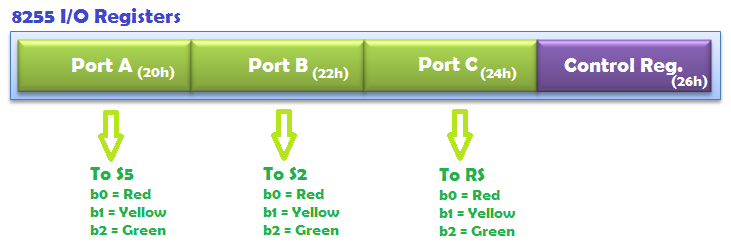 8255 I/O Registers
Port A (20h) Port B (22h) Port C (24h) Control Reg. (26h)
To S5 To S2 To RS
b0 = Red b0 = Red b0 = Red
b1 = Yellow b1 = Yellow b1 = Yellow
b2 = Green b2 = Green b2 = Green